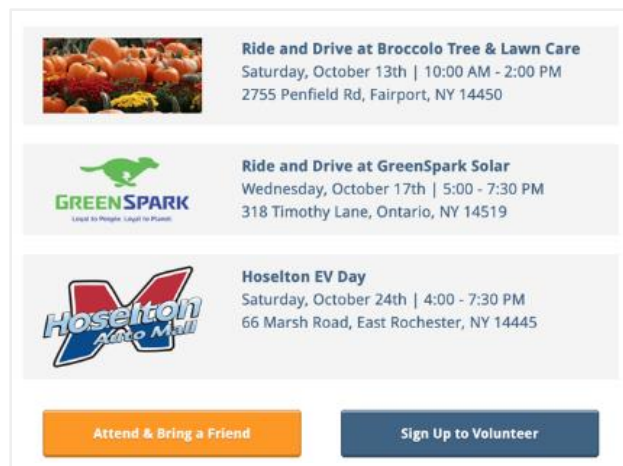 Ride and Drive at Broccolo Tree & Lawn Care
Saturday, October 13th | 10:00 AM - 2:00 PM
2755 Penfield Rd, Fairport, NY 14450
GREENSPARK
Loyal to People. Loyal to Planet.
Ride and Drive at GreenSpark Solar
Wednesday, October 17th | 5:00 - 7:30 PM
318 Timothy Lane, Ontario, NY 14519
Hoselton
Auto Mall
Hoselton EV Day
Saturday, October 24th | 4:00 - 7:30 PM
66 Marsh Road, East Rochester, NY 14445
Attend & Bring a Friend
Sign Up to Volunteer